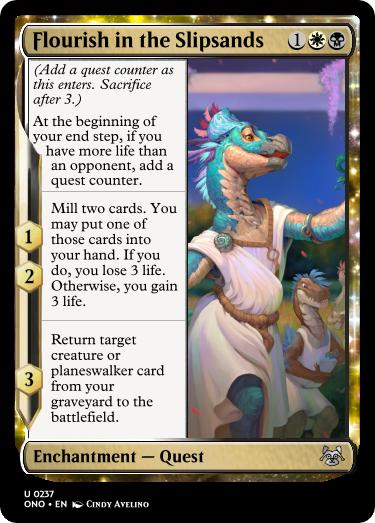 Flourish in the Slipsands 1
(Add a quest counter as
this enters. Sacrifice
after 3.)
At the beginning of
your end step, if you
have more life than
an opponent, add a
quest counter.
1
2
Mill two cards. You
may put one of
those cards into
your hand. If you
do, you lose 3 life.
Otherwise, you gain
3 life.
3
Return target
creature or
planeswalker card
from your
graveyard to the
battlefield.
Enchantment — Quest
U 0237
ONO • EN Cindy Avelino